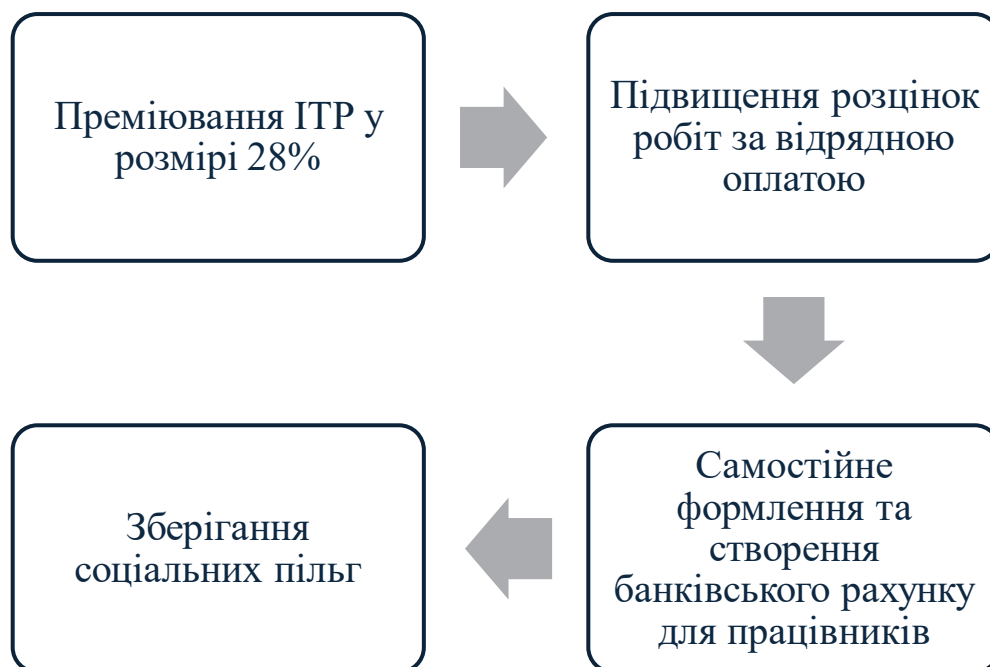 Преміювання ІТР у
розмірі 28%
Підвищення розцінок
робіт за відрядною
оплатою
Самостійне
формлення та
створення
банківського рахунку
для працівників
Зберігання
соціальних пільг